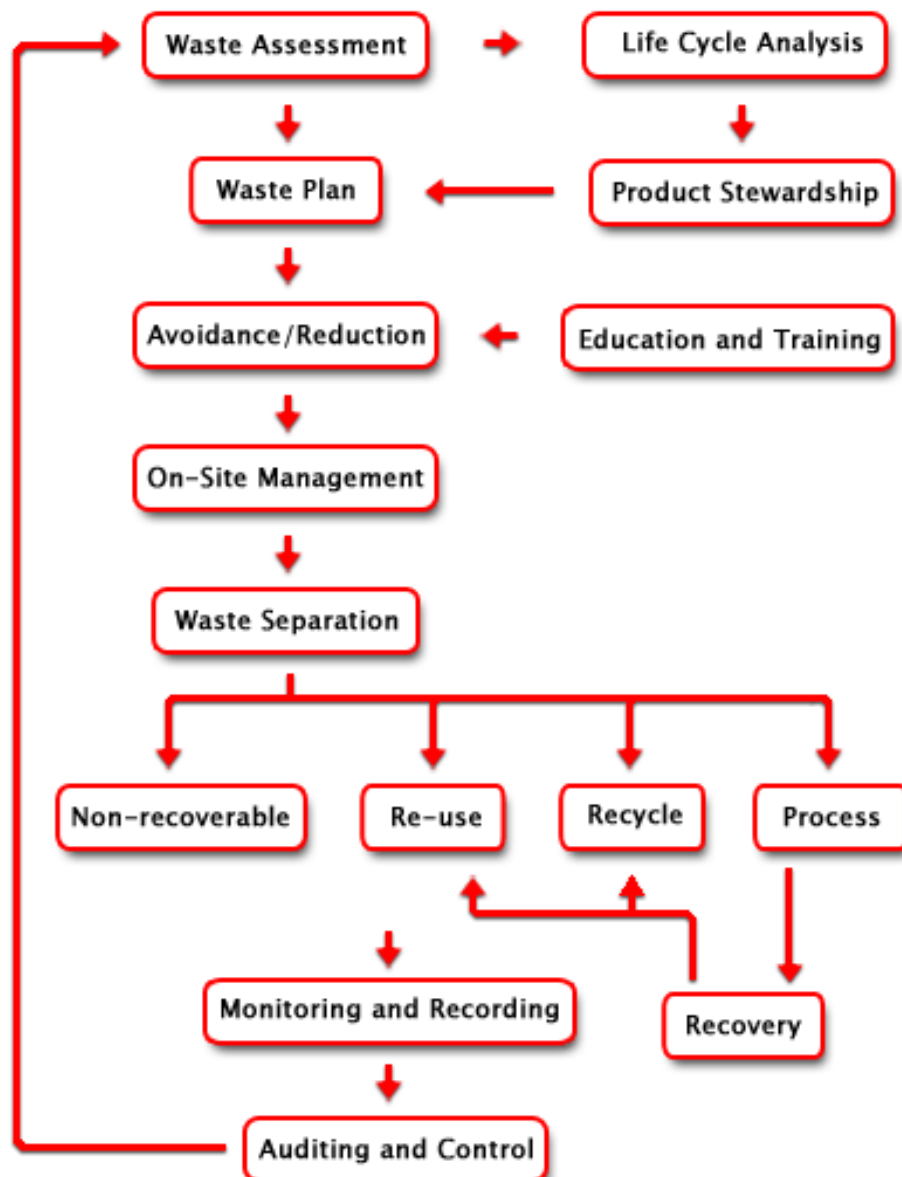 Waste Assessment
Life Cycle Analysis
Waste Plan
Product Stewardship
Avoidance/Reduction
Education and Training
On-Site Management
Waste Separation
Non-recoverable
Re-use
Recycle
Process
Monitoring and Recording
Recovery
Auditing and Control